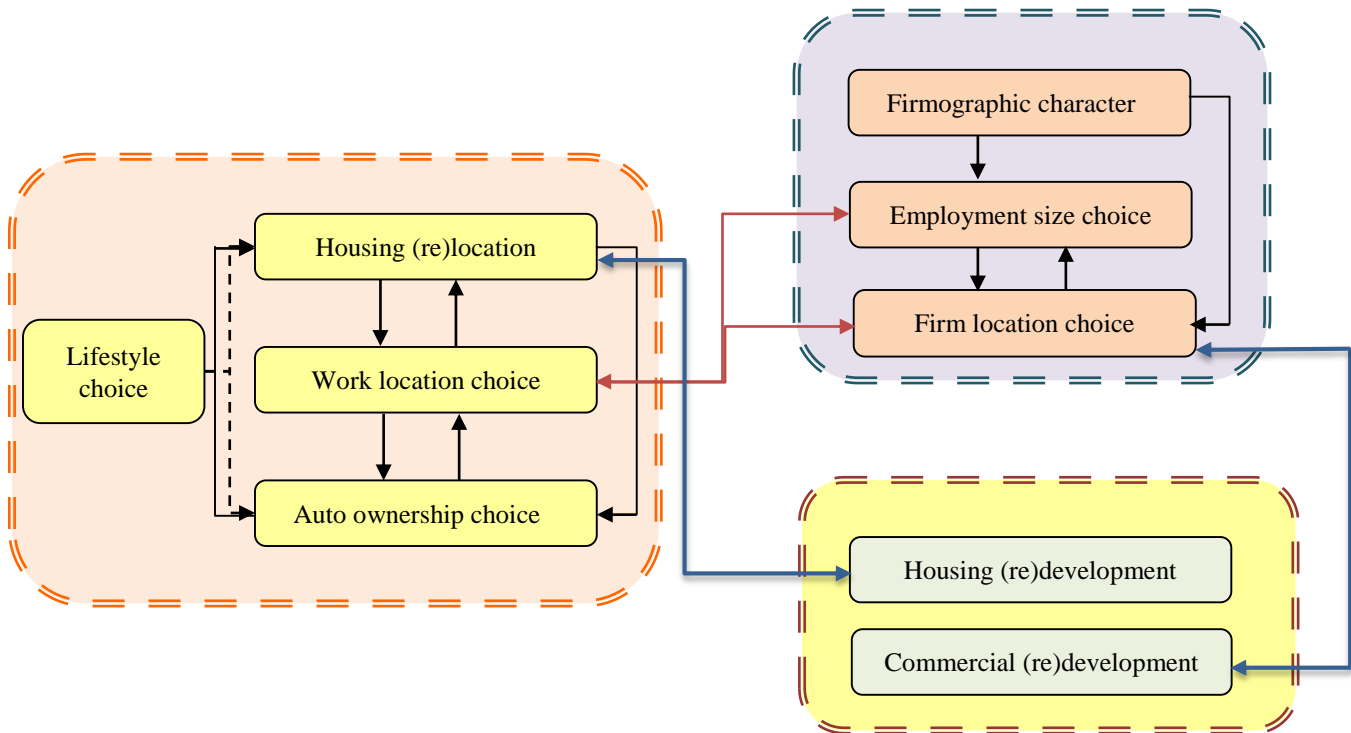 Lifestyle
choice
Housing (re)location
Work location choice
Auto ownership choice
Firmographic character
Employment size choice
Firm location choice
Housing (re)development
Commercial (re)development